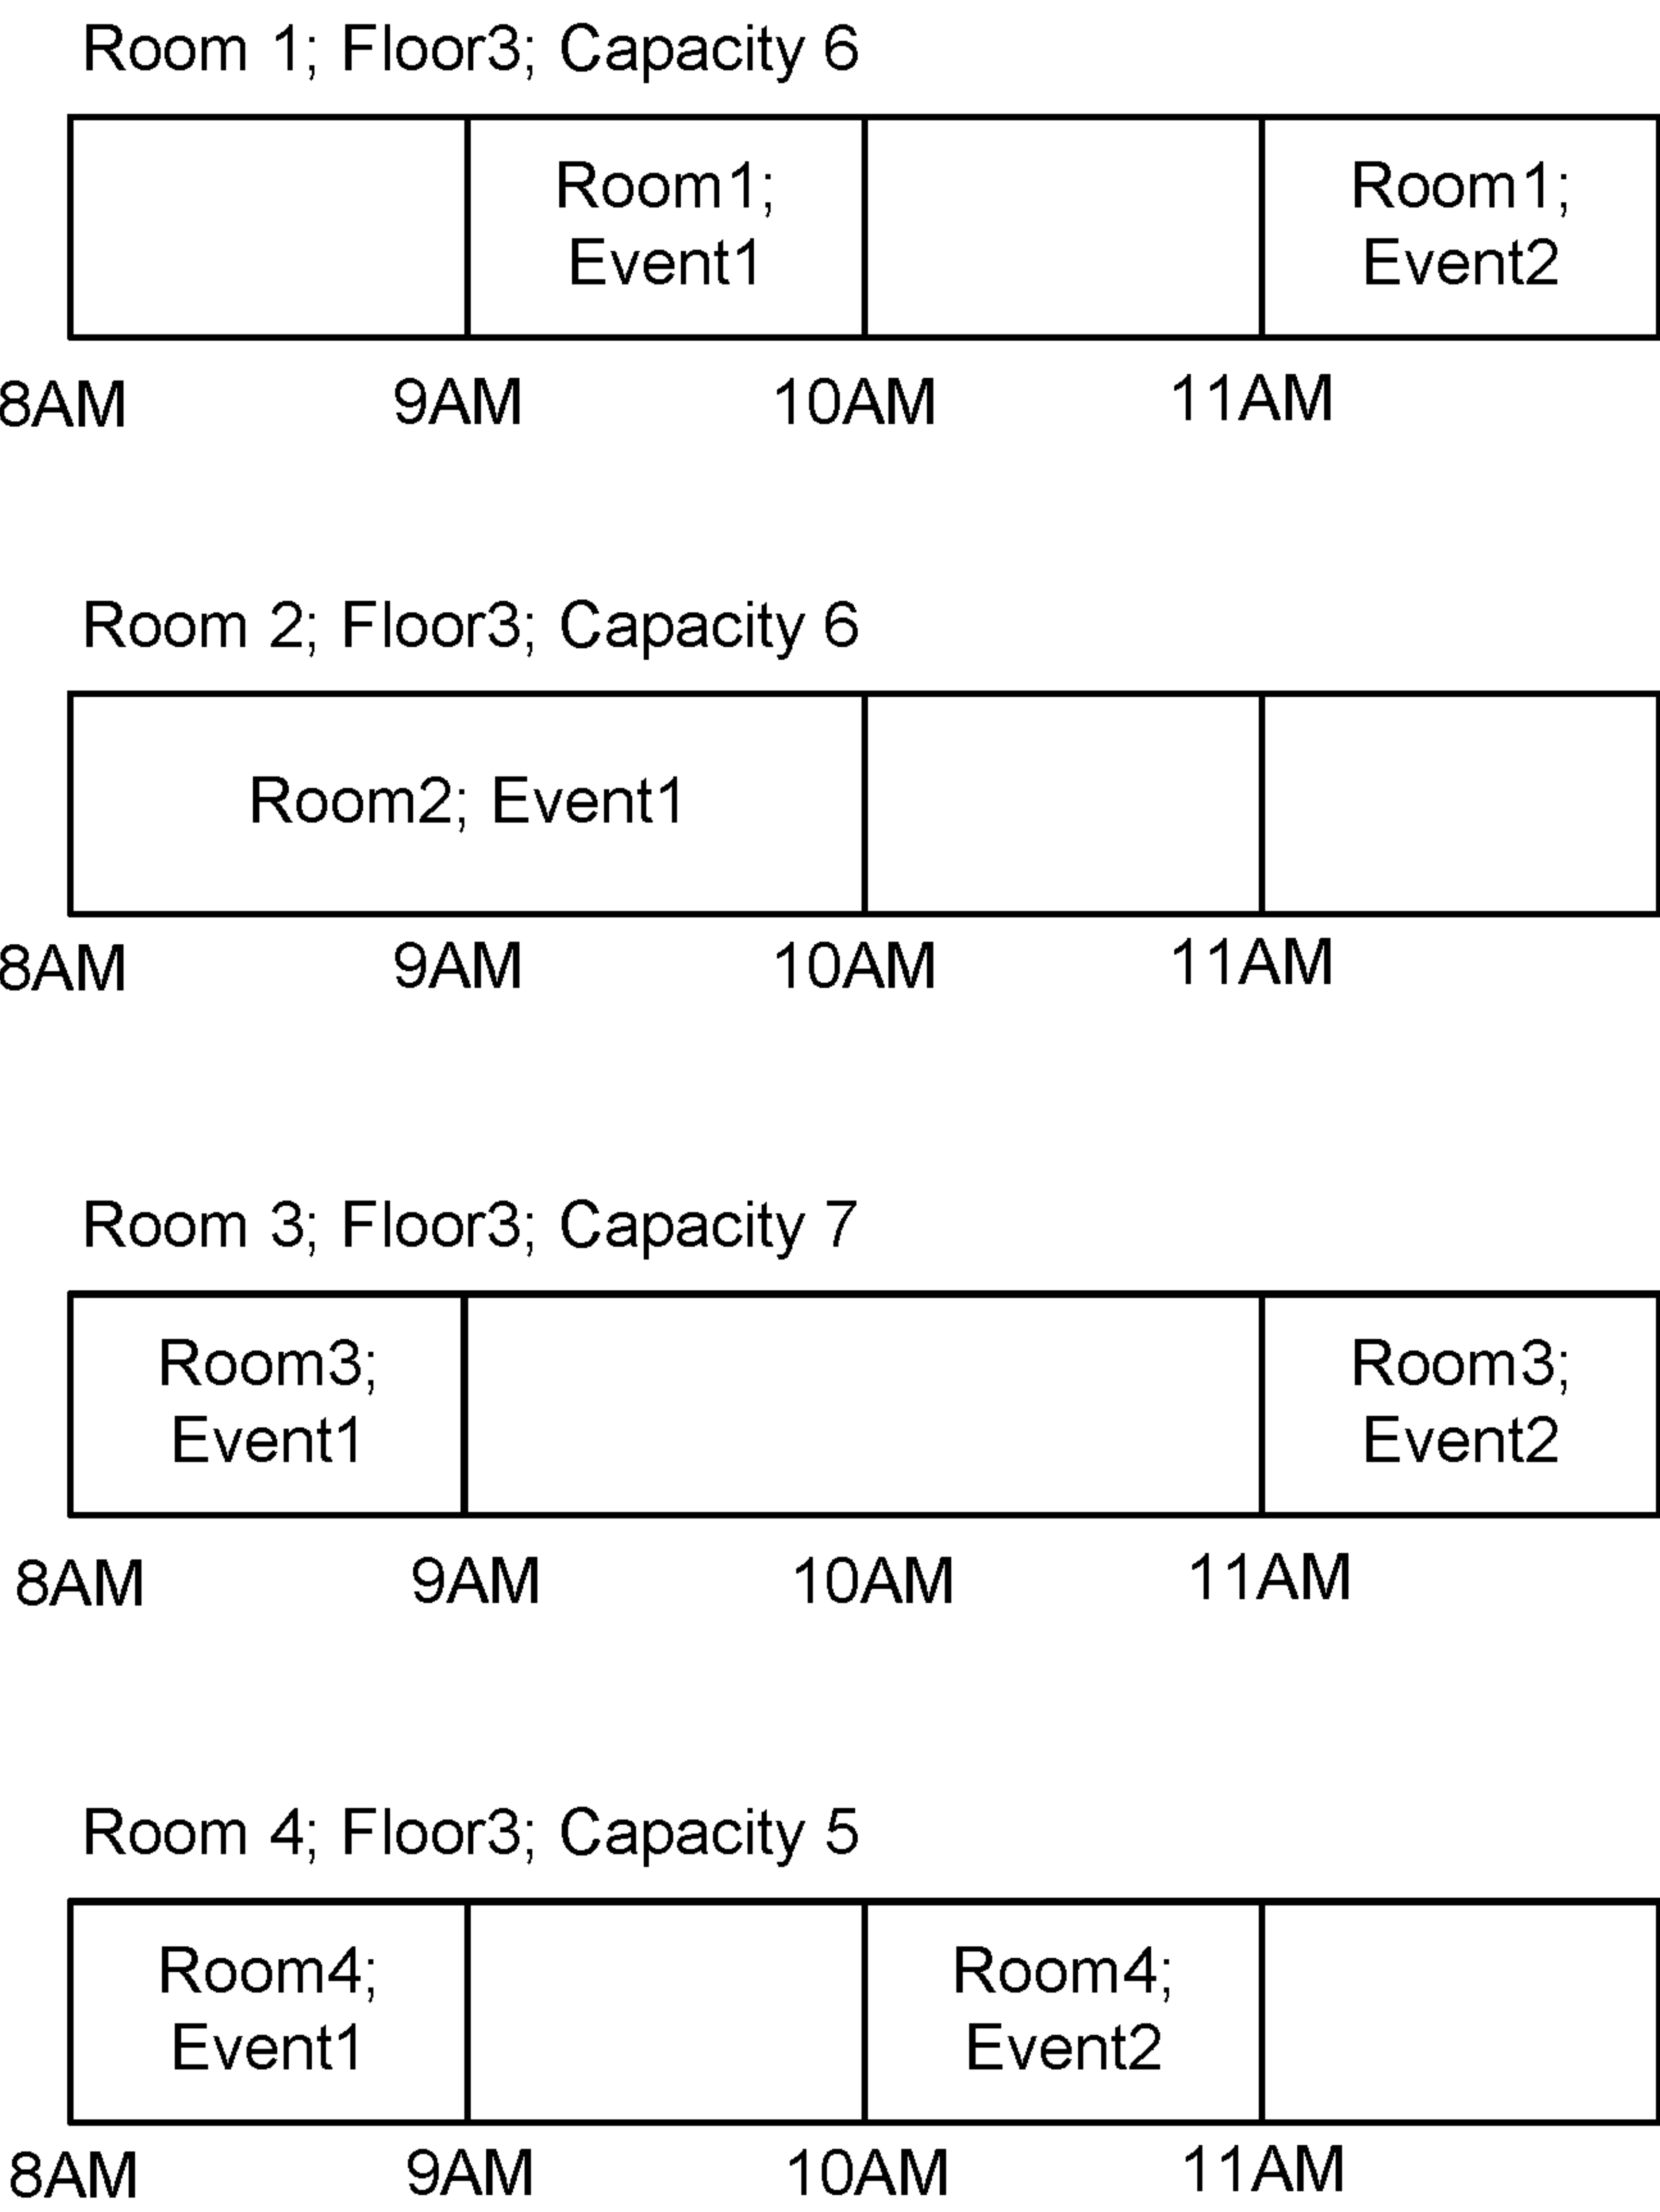 Room 1; Floor3; Capacity 6
Room1; Room1;
Event1 Event2
8AM 9AM 10AM 11AM
Room 2; Floor3; Capacity 6
Room2; Event1
8AM 9AM 10AM 11AM
Room 3; Floor3; Capacity 7
Room3; Room3;
Event1 Event2
8AM 9AM 10AM 11AM
Room 4; Floor3; Capacity 5
Room4; Room4;
Event1 Event2
8AM 9AM 10AM 11AM